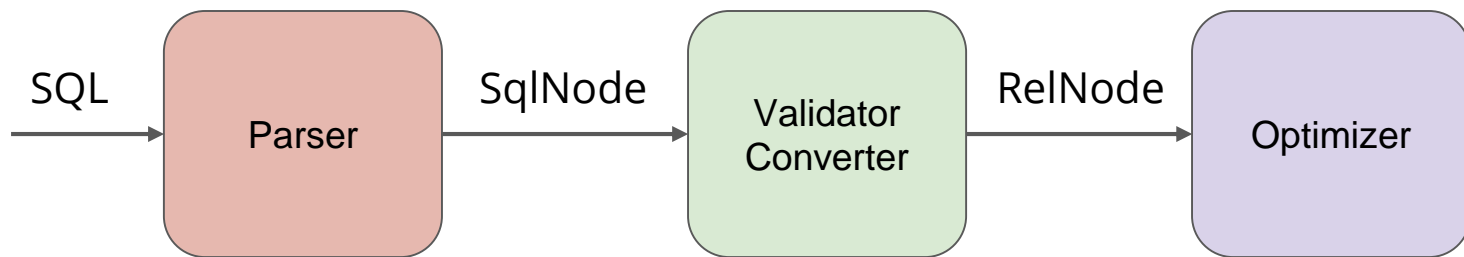 SQL
Parser
SqlNode
Validator
Converter
RelNode
Optimizer